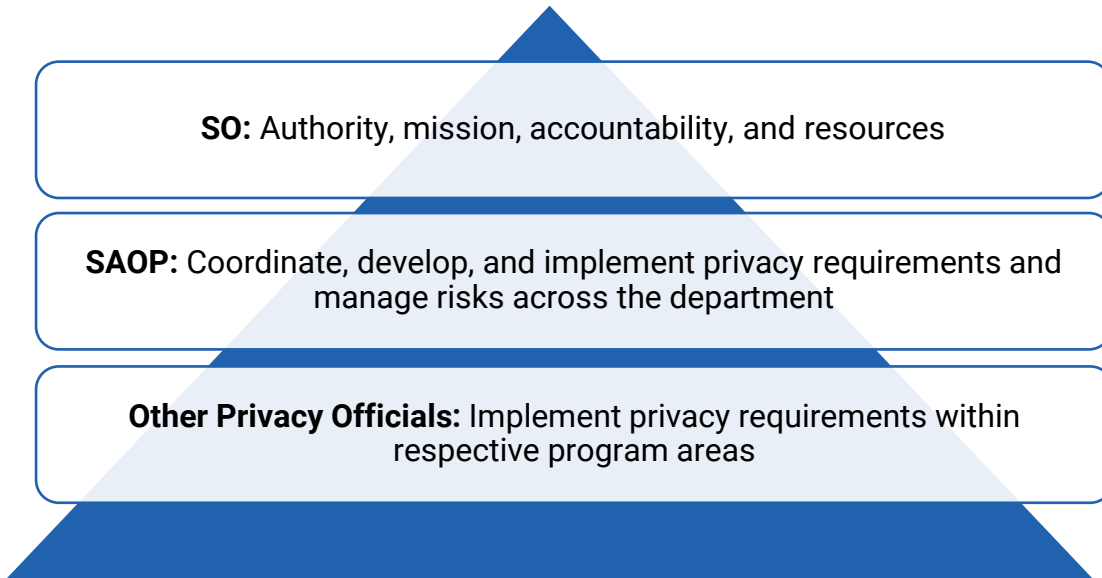 SO: Authority, mission, accountability, and resources
SAOP: Coordinate, develop, and implement privacy requirements and
manage risks across the department
Other Privacy Officials: Implement privacy requirements within
respective program areas